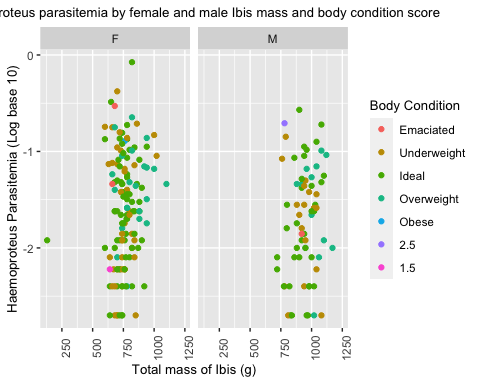 roteus parasitemia by female and male Ibis mass and body condition score
F
M
0
-1
-2
Haemoproteus Parasitemia (Log base 10)
250
500
750
1000
1250
250
500
750
1000
1250
Total mass of Ibis (g)
Body Condition
Emaciated
Underweight
Ideal
Overweight
Obese
2.5
1.5